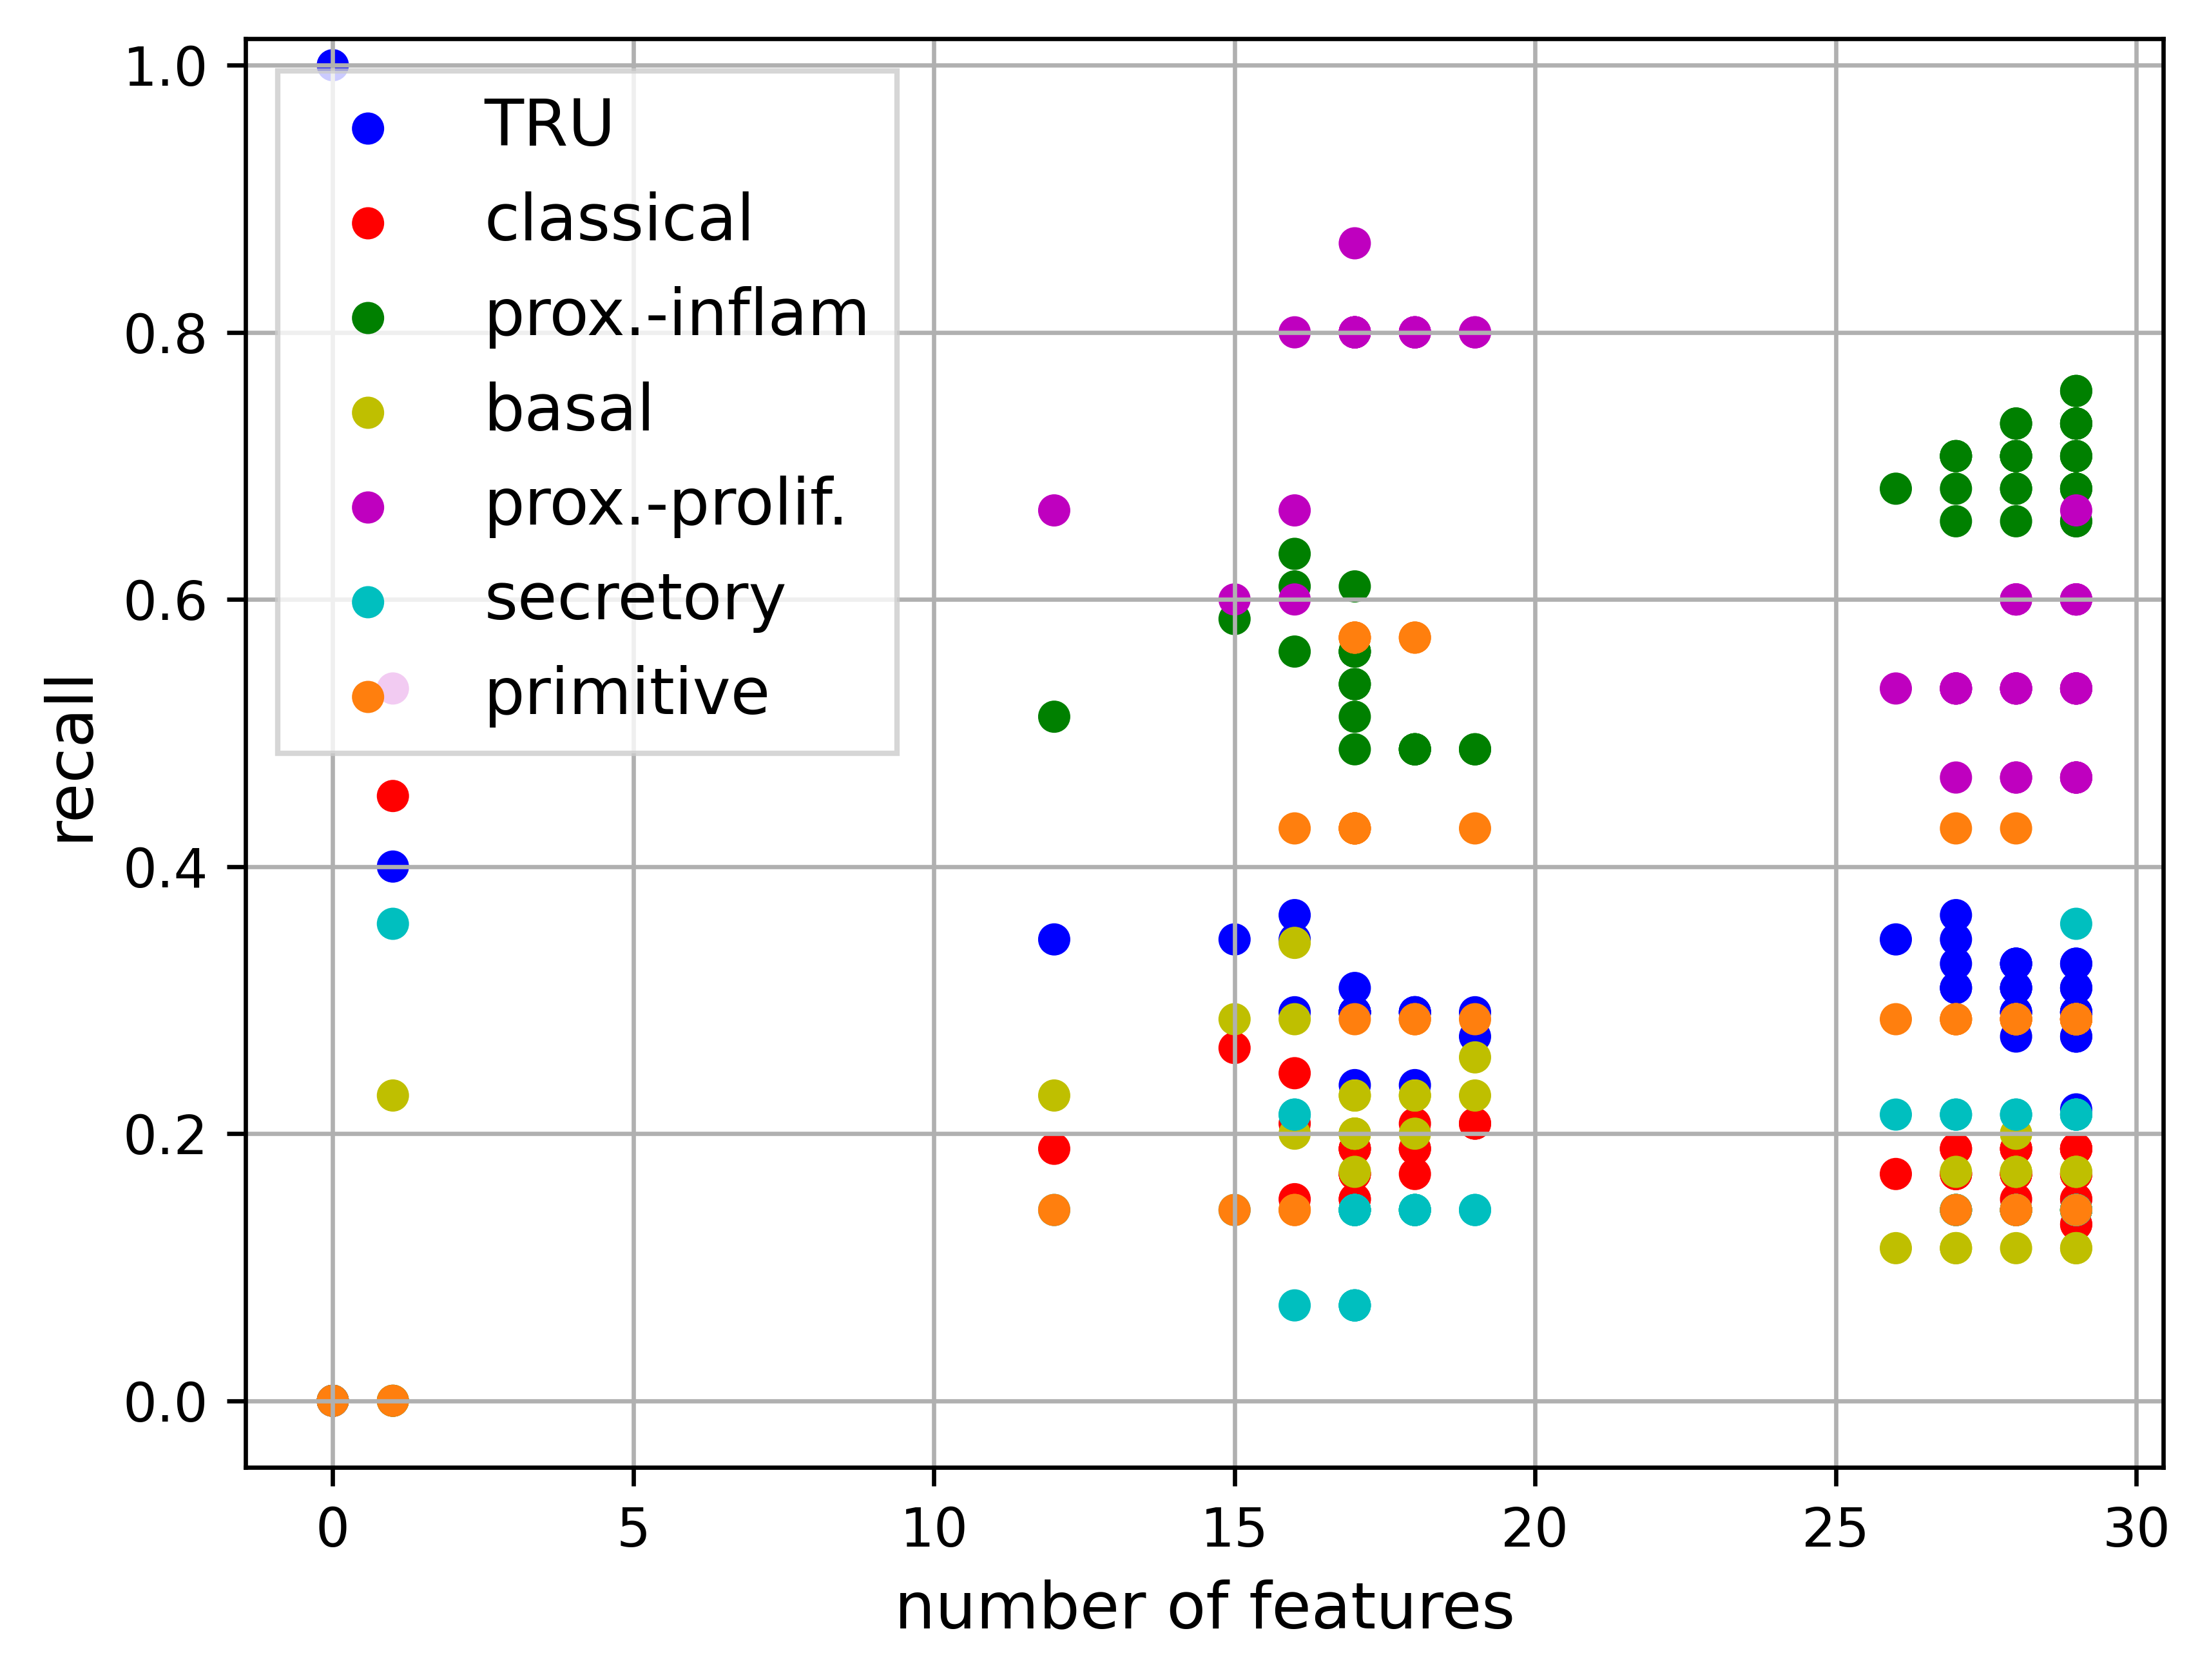 1.0
0.8
0.6
0.4
0.2
0.0
recall
TRU
classical
prox.-inflam
basal
prox.-prolif.
secretory
primitive
0 5 10 15 20 25 30
number of features